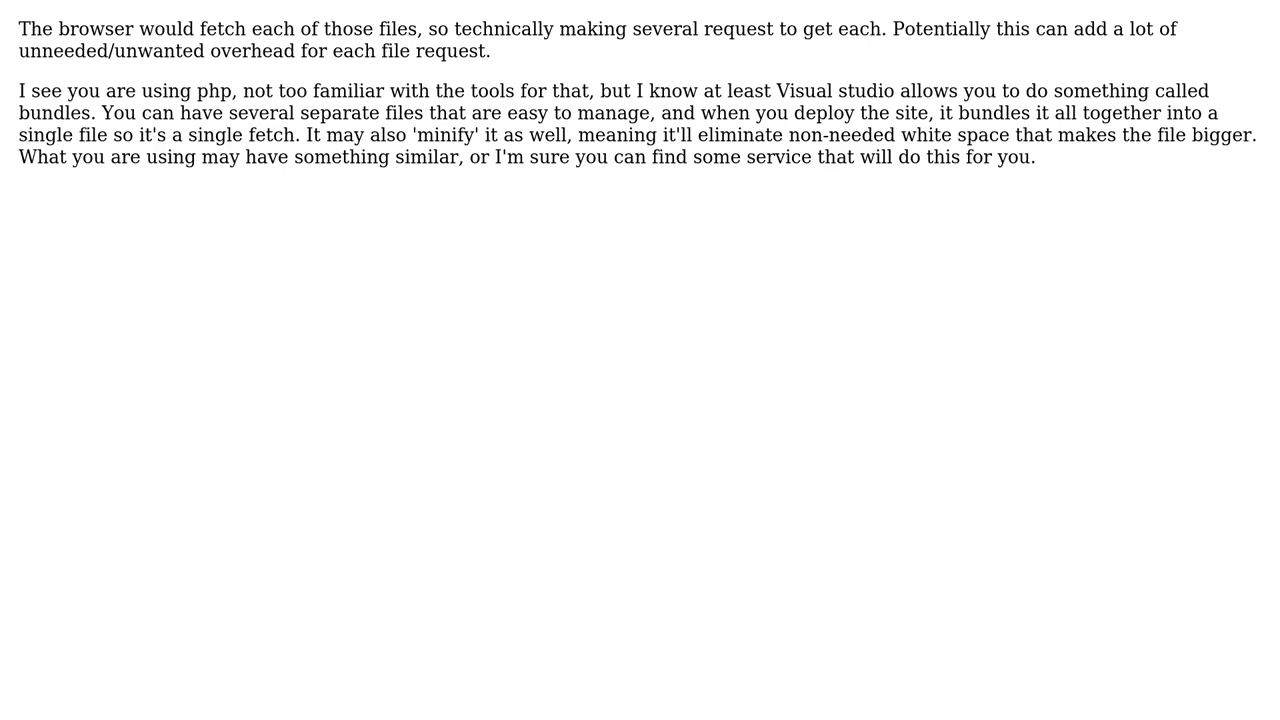 The browser would fetch each of those files, so technically making several request to get each. Potentially this can add a lot of
unneeded/unwanted overhead for each file request.
I see you are using php, not too familiar with the tools for that, but I know at least Visual studio allows you to do something called
bundles. You can have several separate files that are easy to manage, and when you deploy the site, it bundles it all together into a
single file so it's a single fetch. It may also 'minify' it as well, meaning it'll eliminate non-needed white space that makes the file bigger.
What you are using may have something similar, or I'm sure you can find some service that will do this for you.